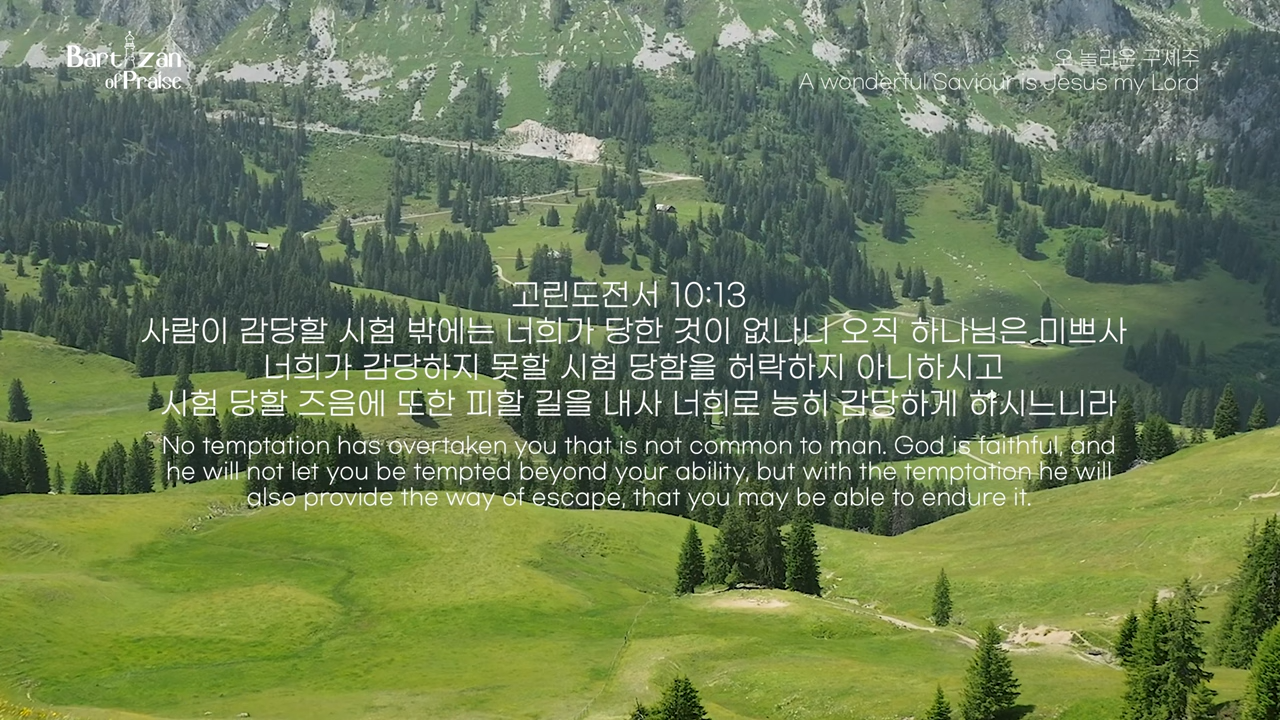 Bartizan
of Praise
오 놀라운 구세주
A wonderful Saviour is Jesus my Lord
고린도전서 10:13
사람이 감당할 시험 밖에는 너희가 당한 것이 없나니 오직 하나님은 미쁘사
너희가 감당하지 못할 시험 당함을 허락하지 아니하시고
시험 당할 즈음에 또한 피할 길을 내사 너희로 능히 감당하게 하시느니라
No temptation has overtaken you that is not common to man. God is faithful, and
he will not let you be tempted beyond your ability, but with the temptation he will
also provide the way of escape, that you may be able to endure it.